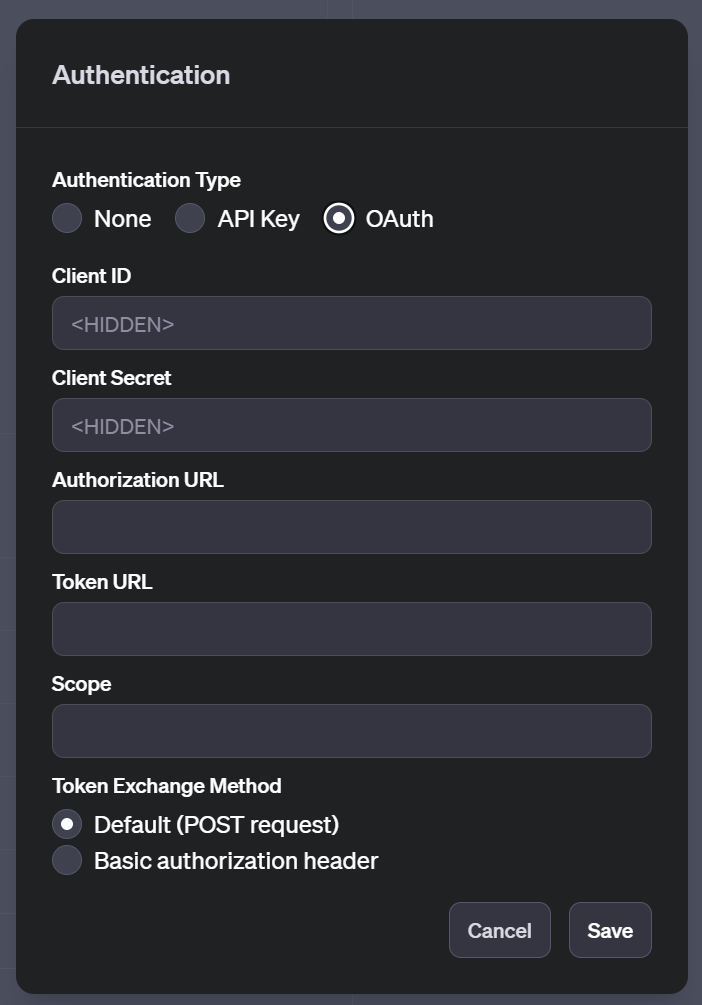 Authentication
Authentication Type
None API Key OAuth
Client ID
<HIDDEN>
Client Secret
<HIDDEN>
Authorization URL
Token URL
Scope
Token Exchange Method
Default (POST request)
Basic authorization header
Cancel Save